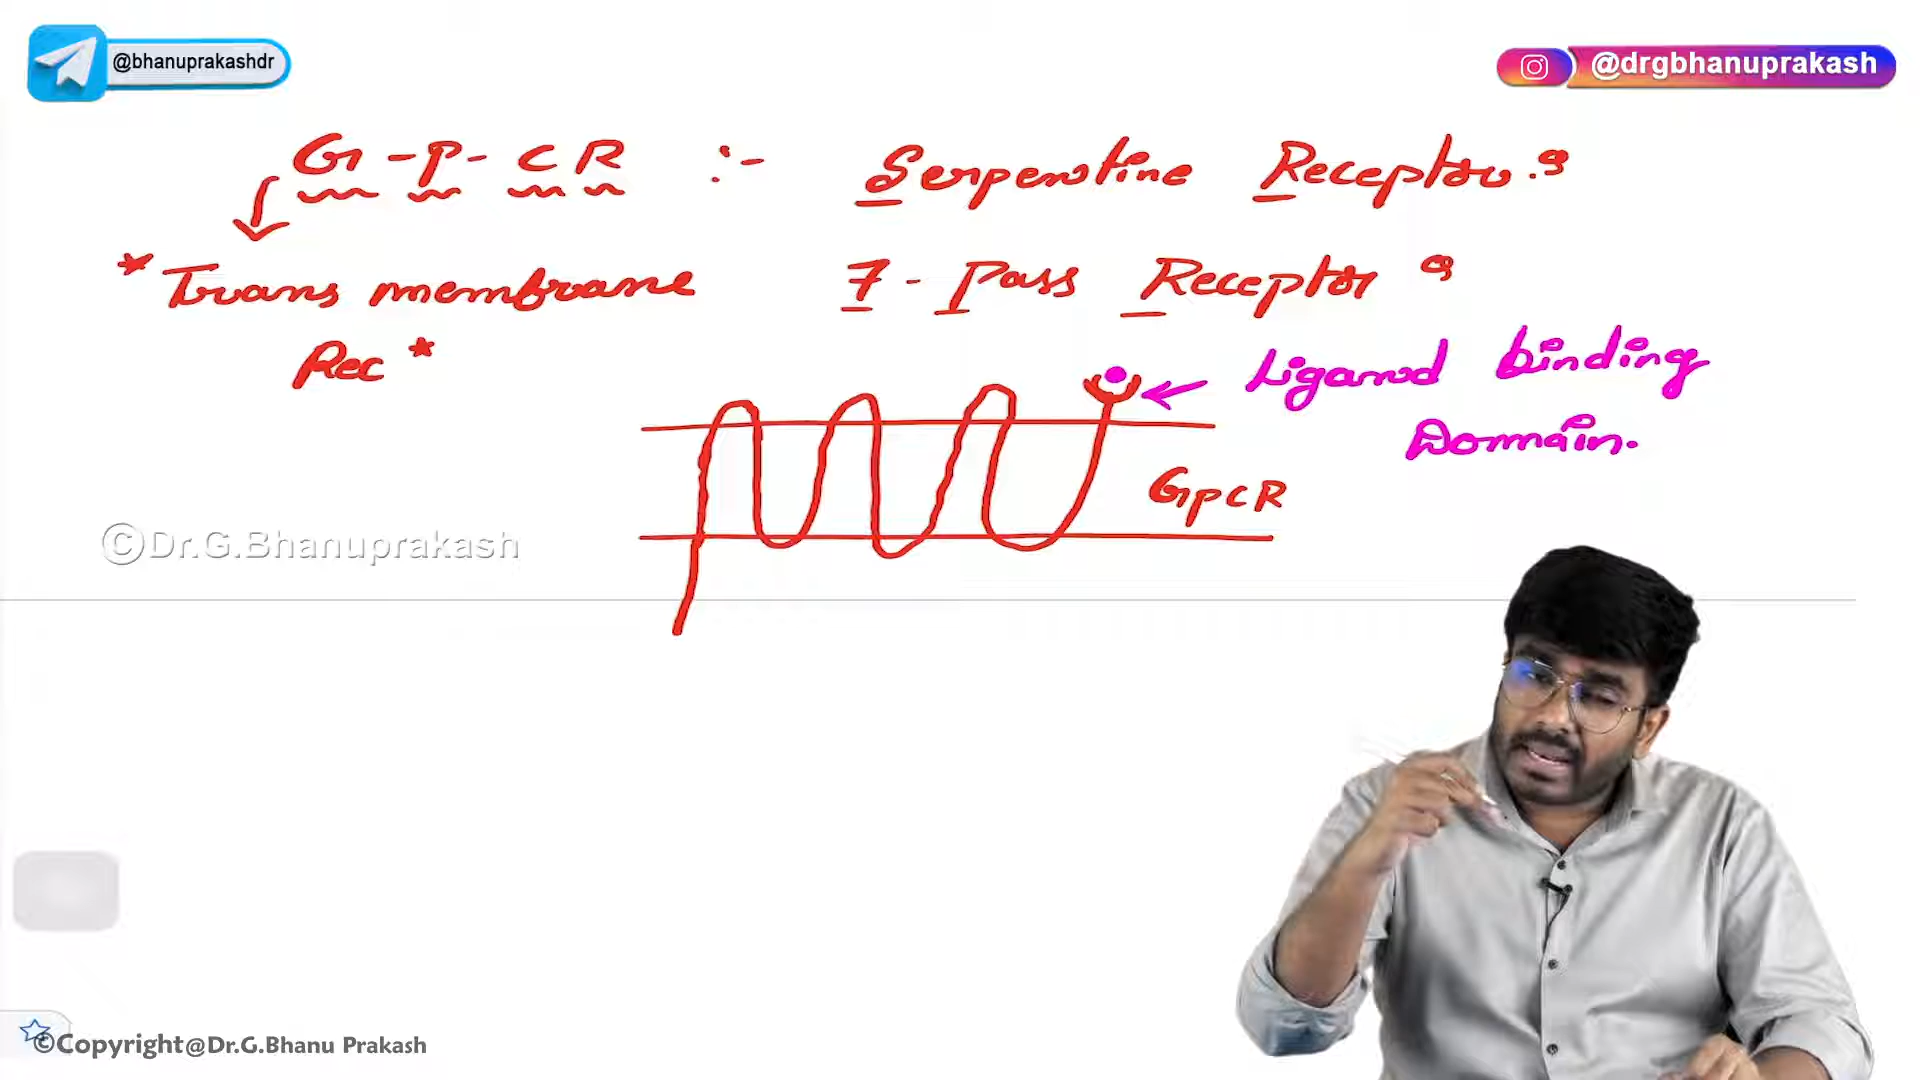 @bhanuprakashdr
@drgbhanuprakash
G-P-CR :- Serpentine Receptor.
Trans membrane 7-Pass Receptor
Rec
Ligand binding
Domain.
GPCR
©Dr.G.Bhanuprakash
©Copyright@Dr.G.Bhanu Prakash